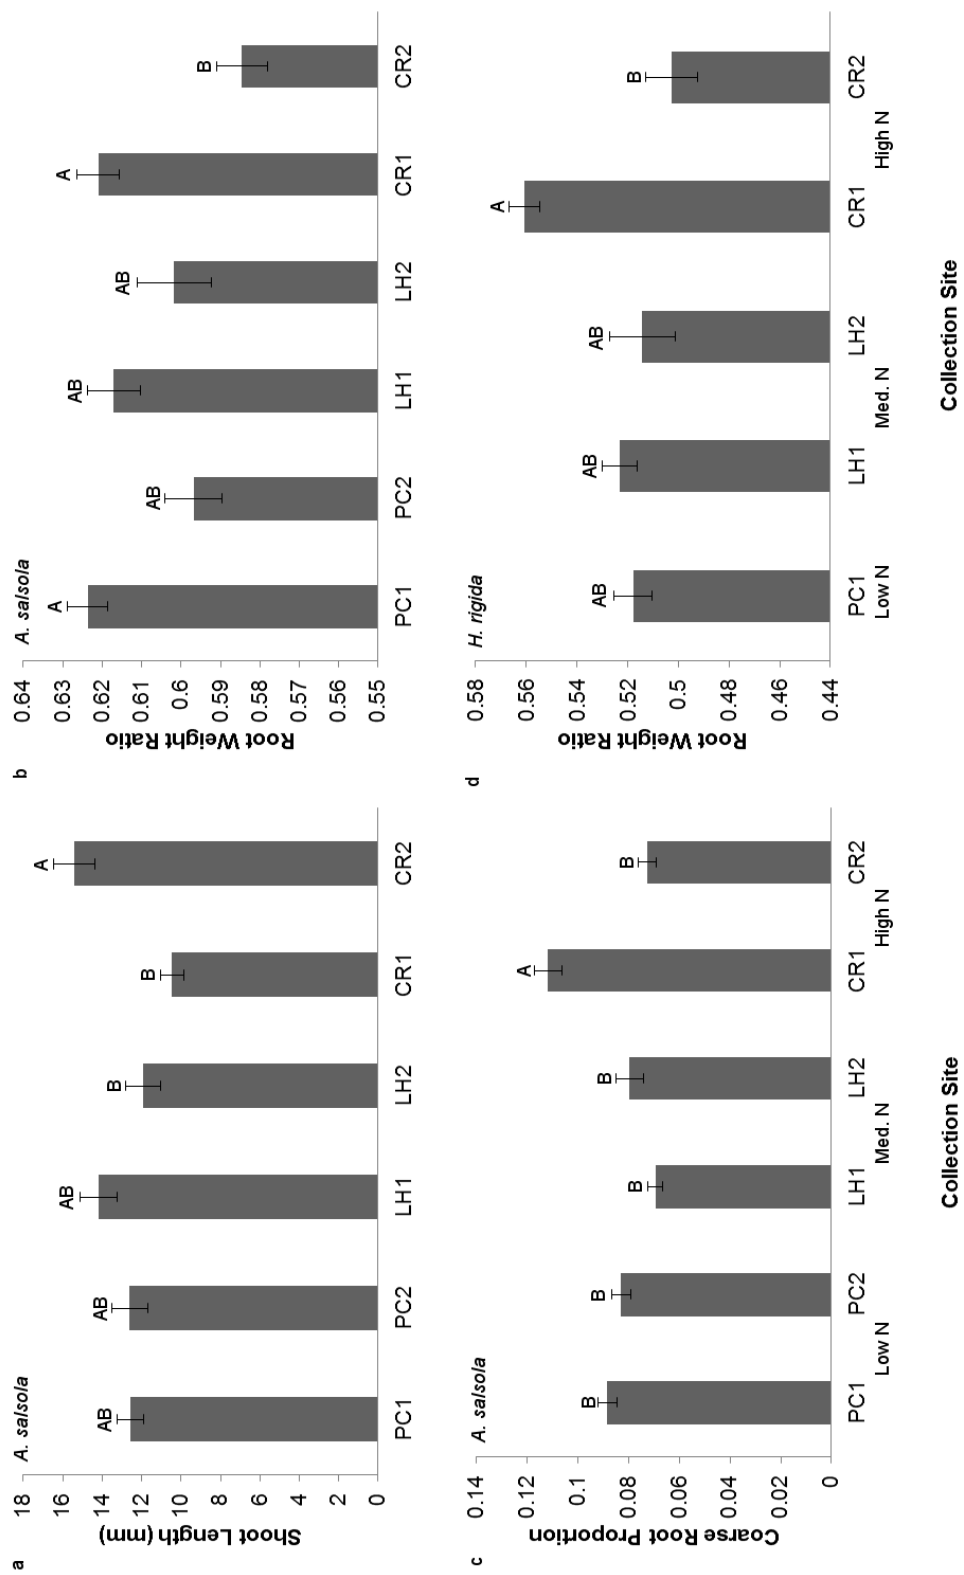 a
A. salsola
Shoot Length (mm)
18
16
14
12
10
8
6
4
2
0
AB
AB
AB
B
B
A
PC1 PC2 LH1 LH2 CR1 CR2
b
A. salsola
Root Weight Ratio
0.64
0.63
0.62
0.61
0.6
0.59
0.58
0.57
0.56
0.55
A
AB
AB
AB
A
B
PC1 PC2 LH1 LH2 CR1 CR2
c
A. salsola
Coarse Root Proportion
0.14
0.12
0.1
0.08
0.06
0.04
0.02
0
B
B
B
B
A
B
PC1 PC2 LH1 LH2 CR1 CR2
Low N Med. N High N
Collection Site
d
H. rigida
Root Weight Ratio
0.58
0.56
0.54
0.52
0.5
0.48
0.46
0.44
AB
AB
AB
A
B
PC1 LH1 LH2 CR1 CR2
Low N Med. N High N
Collection Site